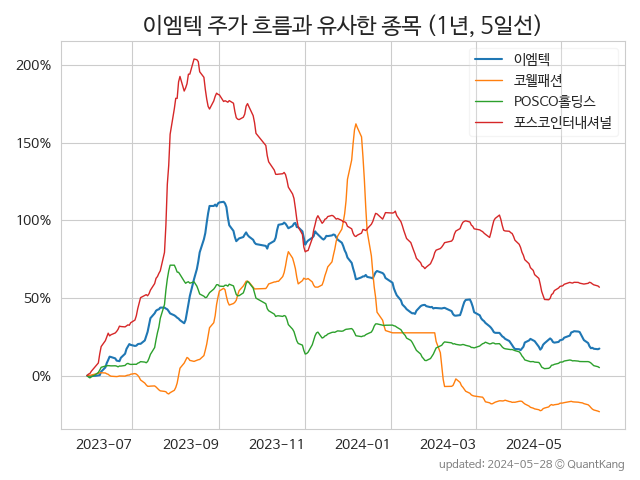 이엠텍 주가 흐름과 유사한 종목 (1년, 5일선)
이엠텍
코웰패션
POSCO홀딩스
포스코인터내셔널
200%
150%
100%
50%
0%
2023-07 2023-09 2023-11 2024-01 2024-03 2024-05
updated: 2024-05-28 © QuantKang